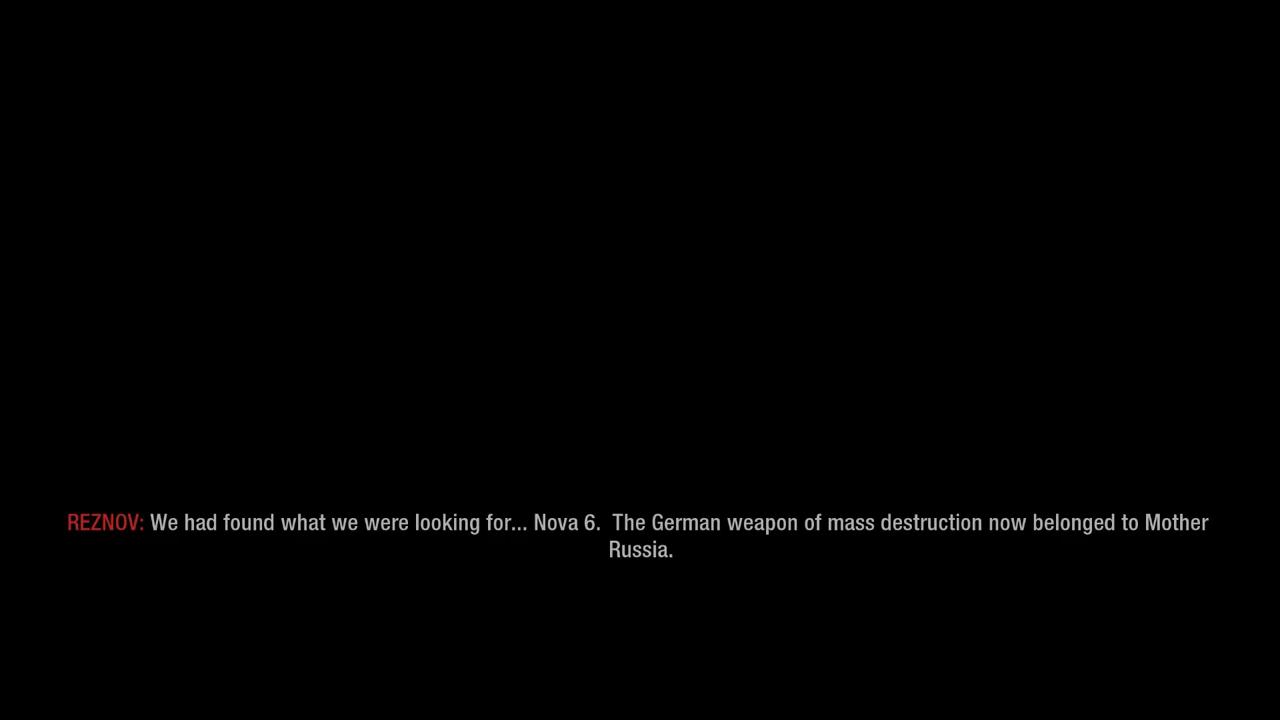 REZNOV: We had found what we were looking for... Nova 6.  The German weapon of mass destruction now belonged to Mother
Russia.